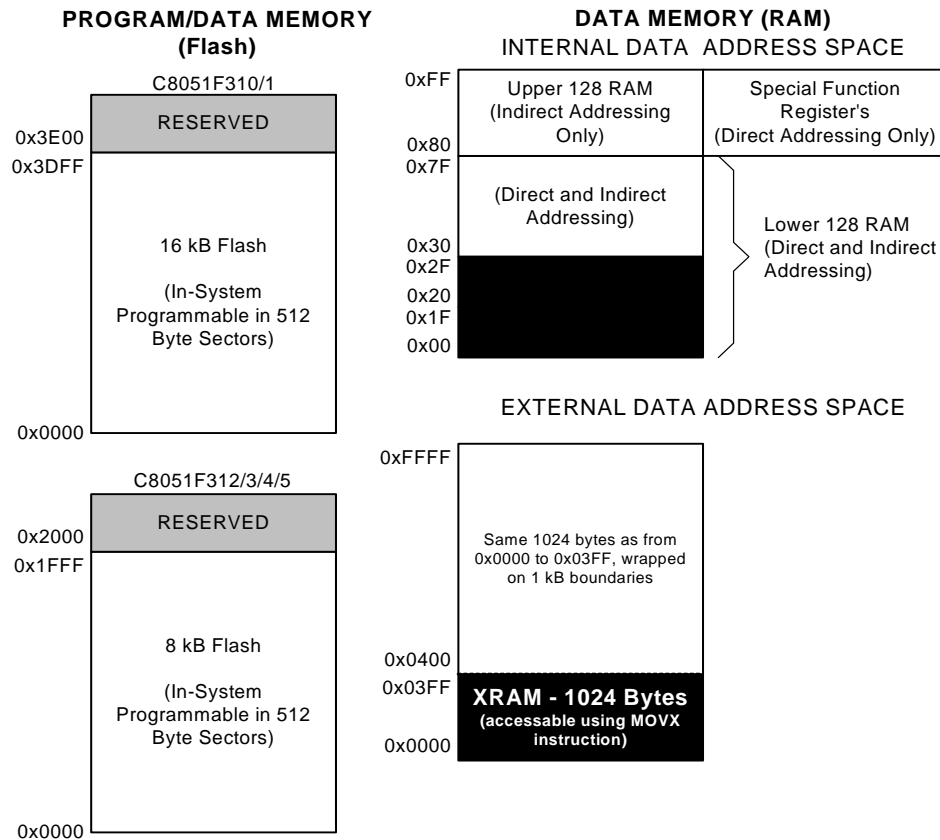 PROGRAM/DATA MEMORY
(Flash)
C8051F310/1
RESERVED
0x3E00
0x3DFF
16 kB Flash
(In-System
Programmable in 512
Byte Sectors)
0x0000
C8051F312/3/4/5
RESERVED
0x2000
0x1FFF
8 kB Flash
(In-System
Programmable in 512
Byte Sectors)
0x0000
DATA MEMORY (RAM)
INTERNAL DATA ADDRESS SPACE
0xFF
Upper 128 RAM
(Indirect Addressing
Only)
Special Function
Register's
(Direct Addressing Only)
0x80
0x7F
(Direct and Indirect
Addressing)
Lower 128 RAM
(Direct and Indirect
Addressing)
0x30
0x2F
0x20
0x1F
0x00
EXTERNAL DATA ADDRESS SPACE
0xFFFF
Same 1024 bytes as from
0x0000 to 0x03FF, wrapped
on 1 kB boundaries
0x0400
0x03FF
XRAM - 1024 Bytes
(accessable using MOVX
instruction)
0x0000